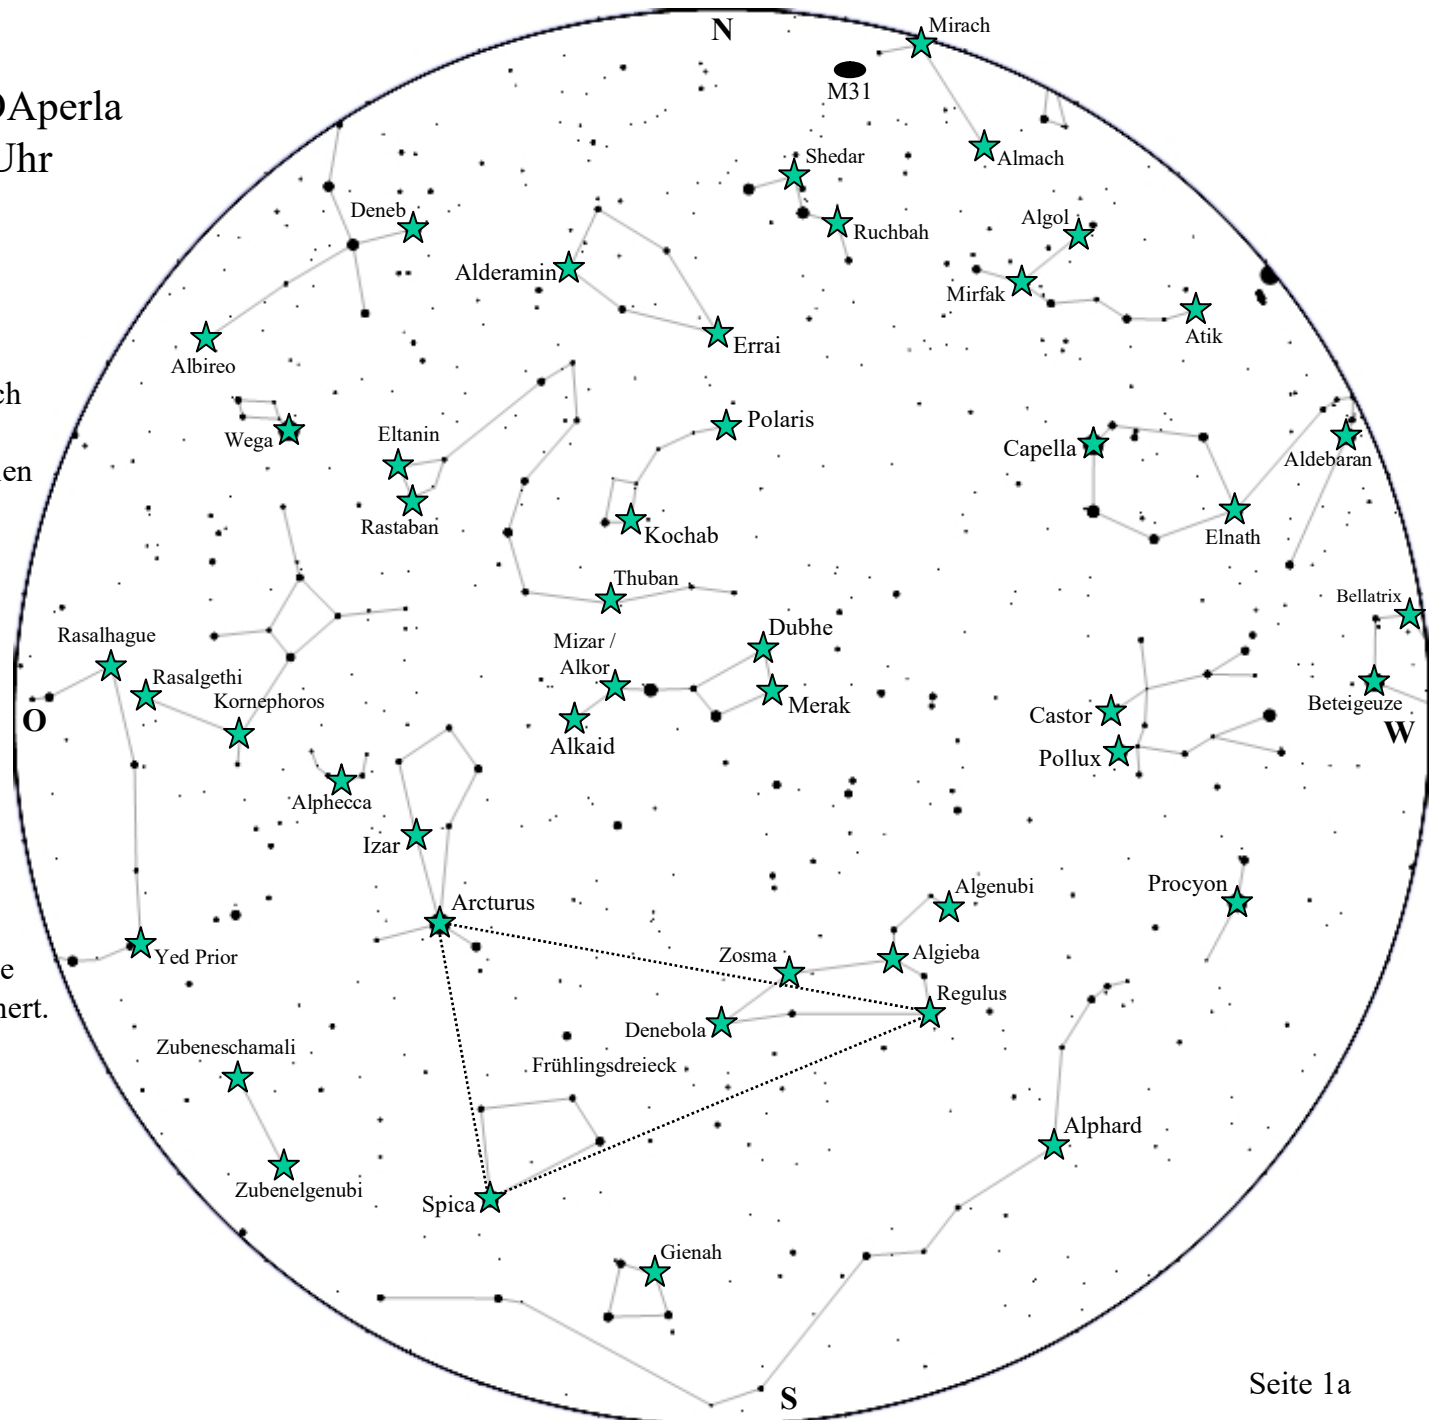 N
Mirach
M31
DAperla
Uhr
Shedar
Almach
Deneb
Ruchbah
Algol
Alderamin
Mirfak
Errai
Atik
Albireo
ch
Polaris
Wega
Eltanin
Capella
Aldebaran
en
Rastaban
Kochab
Elnath
Thuban
Bellatrix
Rasalhague
Mizar /
Alkor
Dubhe
Rasalgethi
Kornephoros
O
Merak
Castor
Beteigeuze
W
Alkaid
Pollux
Alphecca
Izar
Arcturus
Algenubi
Procyon
Yed Prior
Zosma
Algieba
e
Regulus
nert.
Denebola
Zubeneschamali
Frühlingsdreieck
Alphard
Zubenelgenubi
Spica
Gienah
S
Seite 1a